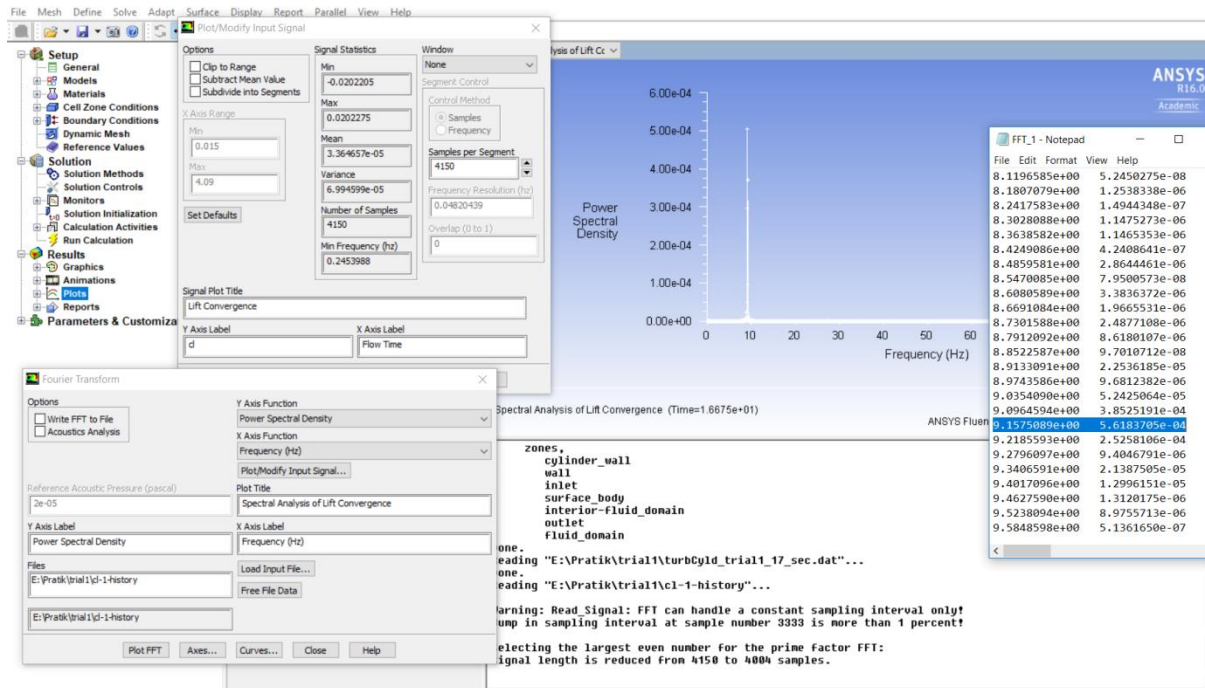 File Mesh Define Solve Adapt Surface Display Report Parallel View Help
Setup
General
Models
Materials
Cell Zone Conditions
Boundary Conditions
Dynamic Mesh
Reference Values
Solution
Solution Methods
Solution Controls
Monitors
Solution Initialization
Calculation Activities
Run Calculation
Results
Graphics
Animations
Plots
Reports
Parameters & Customiza
Plot/Modify Input Signal
Options
Clip to Range
Subtract Mean Value
Subdivide into Segments
X Axis Range
Min
0.015
Max
4.09
Set Defaults
Signal Statistics
Min
-0.0202205
Max
0.0202275
Mean
3.364657e-05
Variance
6.994599e-05
Number of Samples
4150
Min Frequency (hz)
0.2453988
Window
None
Segment Control
Control Method
Samples
Frequency
Samples per Segment
4150
Frequency Resolution (hz)
0.04820439
Overlap (0 to 1)
0
Signal Plot Title
Lift Convergence
Y Axis Label
cl
X Axis Label
Flow Time
lysis of Lift Cc
ANSYS
R16.0
Academic
6.00e-04
5.00e-04
4.00e-04
3.00e-04
2.00e-04
1.00e-04
0.00e+00
Power
Spectral
Density
0 10 20 30 40 50 60
Frequency (Hz)
Spectral Analysis of Lift Convergence (Time=1.6675e+01)
ANSYS Fluen
FFT_1 - Notepad
File Edit Format View Help
8.1196585e+00 5.2450275e-08
8.1807079e+00 1.2538338e-06
8.2417583e+00 1.4944348e-07
8.3028088e+00 1.1475273e-06
8.3638582e+00 1.1465353e-06
8.4249086e+00 4.2408641e-07
8.4859581e+00 2.8644461e-06
8.5470085e+00 7.9500573e-08
8.6080589e+00 3.3836372e-06
8.6691084e+00 1.9665531e-06
8.7301588e+00 2.4877108e-06
8.7912092e+00 8.6180107e-06
8.8522587e+00 9.7010712e-08
8.9133091e+00 2.2536185e-05
8.9743586e+00 9.6812382e-06
9.0354090e+00 5.2425064e-05
9.0964594e+00 3.8525191e-04
9.1575089e+00 5.6183705e-04
9.2185593e+00 2.5258106e-04
9.2796097e+00 9.4046791e-06
9.3406591e+00 2.1387505e-05
9.4017096e+00 1.2996151e-05
9.4627590e+00 1.3120175e-06
9.5238094e+00 8.9755713e-06
9.5848598e+00 5.1361650e-07
Fourier Transform
Options
Write FFT to File
Acoustics Analysis
Reference Acoustic Pressure (pascal)
2e-05
Y Axis Label
Power Spectral Density
Files
E:\Pratik\trial1\cl-1-history
E:\Pratik\trial1\cl-1-history
Y Axis Function
Power Spectral Density
X Axis Function
Frequency (Hz)
Plot/Modify Input Signal...
Plot Title
Spectral Analysis of Lift Convergence
X Axis Label
Frequency (Hz)
Load Input File...
Free File Data
Plot FFT Axes... Curves... Close Help
zones,
cylinder_wall
wall
inlet
surface_body
interior-fluid_domain
outlet
fluid_domain
one.
eading "E:\Pratik\trial1\turbCyld_trial1_17_sec.dat"...
one.
eading "E:\Pratik\trial1\cl-1-history"...
arning: Read_Signal: FFT can handle a constant sampling interval only!
ump in sampling interval at sample number 3333 is more than 1 percent!
electing the largest even number for the prime factor FFT:
ignal length is reduced from 4150 to 4004 samples.